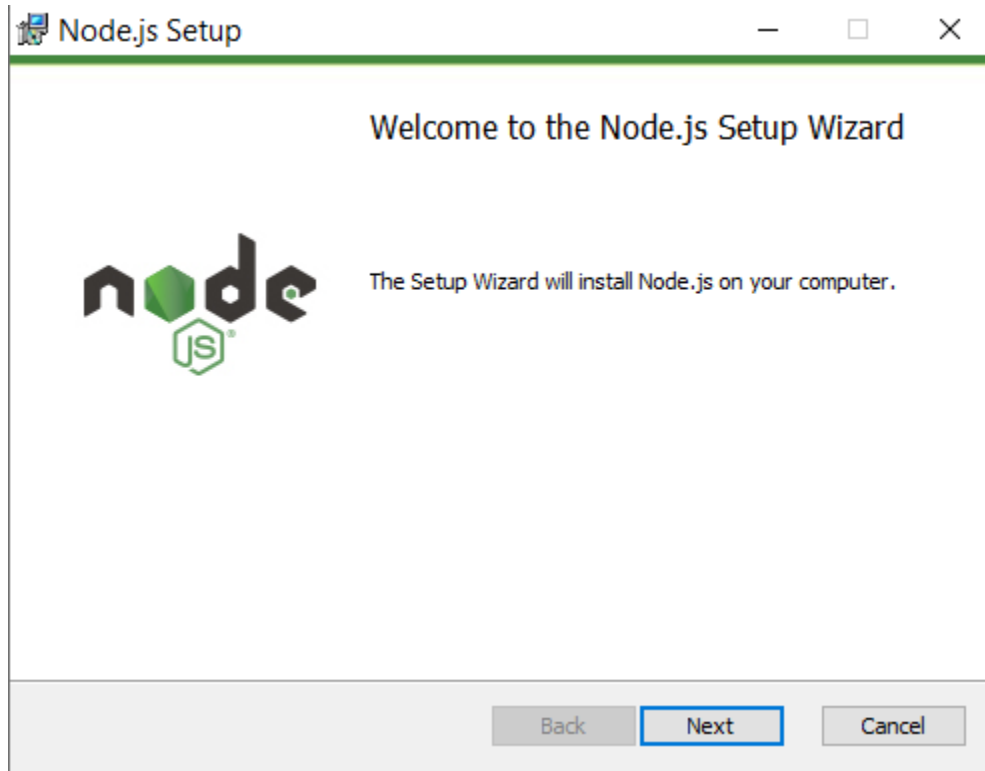 Node.js Setup
Welcome to the Node.js Setup Wizard
node
JS®
The Setup Wizard will install Node.js on your computer.
Back
Next
Cancel